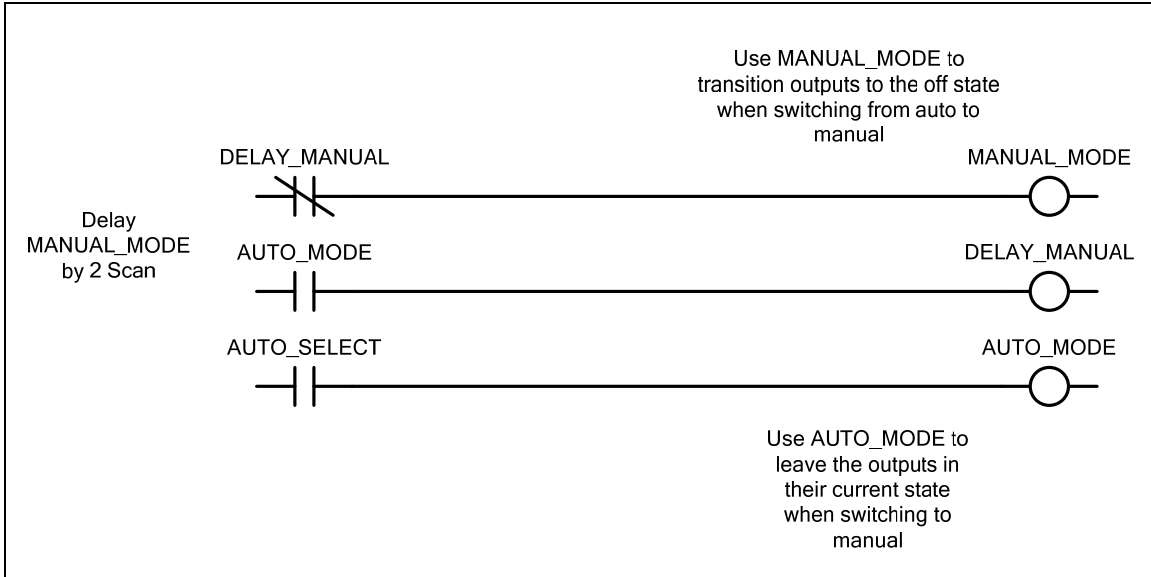 Use MANUAL_MODE to
transition outputs to the off state
when switching from auto to
manual
DELAY_MANUAL
MANUAL_MODE
Delay
MANUAL_MODE
by 2 Scan
AUTO_MODE
DELAY_MANUAL
AUTO_SELECT
AUTO_MODE
Use AUTO_MODE to
leave the outputs in
their current state
when switching to
manual